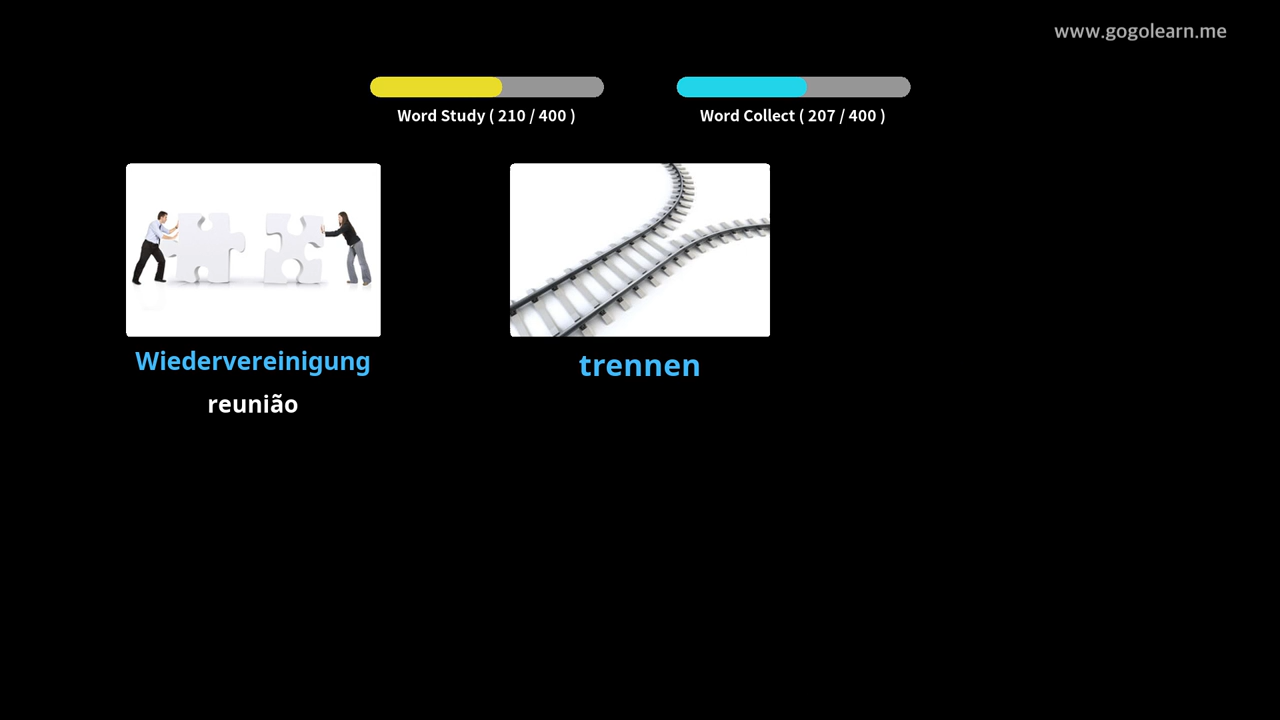 www.gogolearn.me
Word Study ( 210 / 400 )
Word Collect ( 207 / 400 )
Wiedervereinigung
reunião
trennen